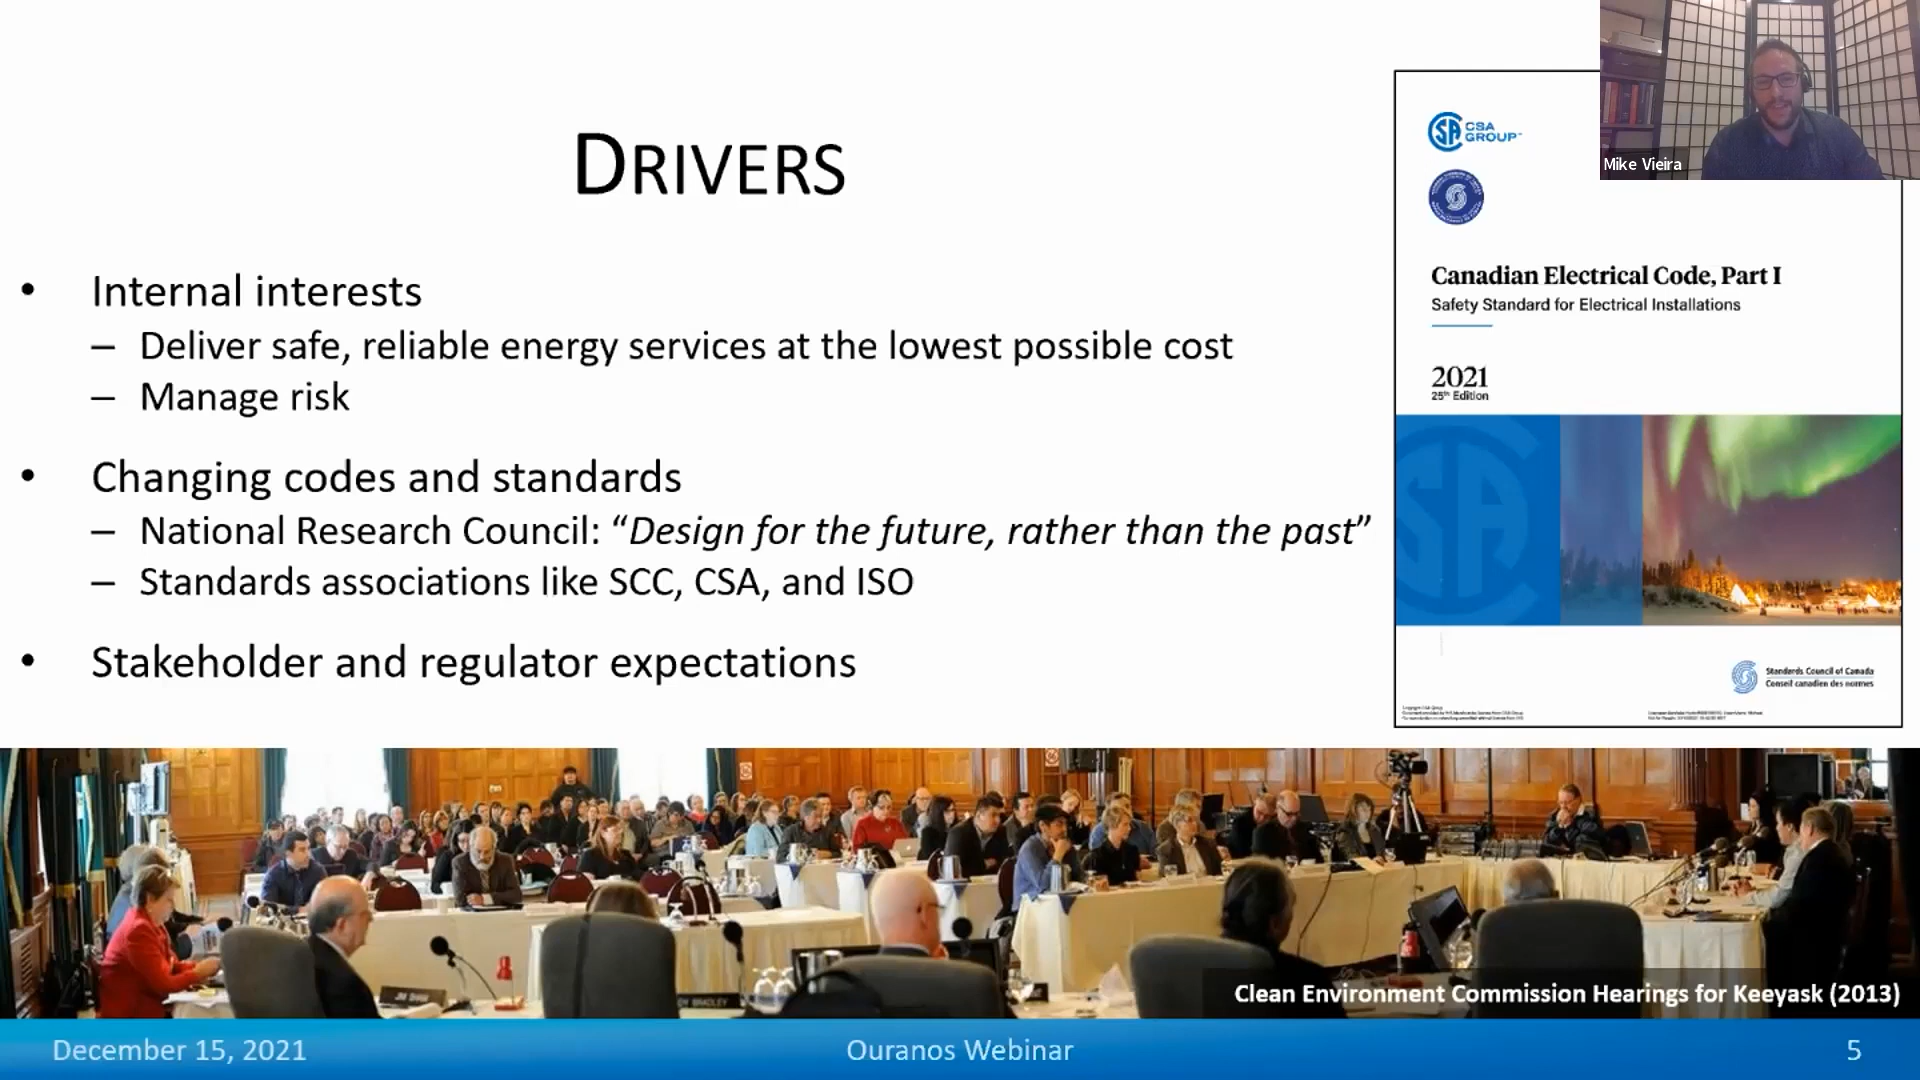 DRIVERS
• Internal interests
– Deliver safe, reliable energy services at the lowest possible cost
– Manage risk
• Changing codes and standards
– National Research Council: “Design for the future, rather than the past”
– Standards associations like SCC, CSA, and ISO
• Stakeholder and regulator expectations
CSA
GROUP
Canadian Electrical Code, Part I
Safety Standard for Electrical Installations
2021
25th Edition
Standards Council of Canada
Conseil canadien des normes
Mike Vieira
Clean Environment Commission Hearings for Keeyask (2013)
December 15, 2021
Ouranos Webinar
5